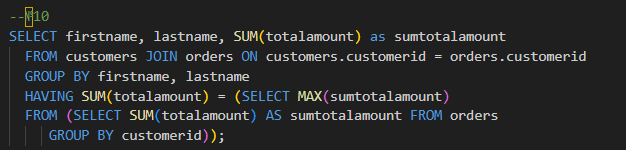 --№10
SELECT firstname, lastname, SUM(totalamount) as sumtotalamount
FROM customers JOIN orders ON customers.customerid = orders.customerid
GROUP BY firstname, lastname
HAVING SUM(totalamount) = (SELECT MAX(sumtotalamount)
FROM (SELECT SUM(totalamount) AS sumtotalamount FROM orders
GROUP BY customerid));